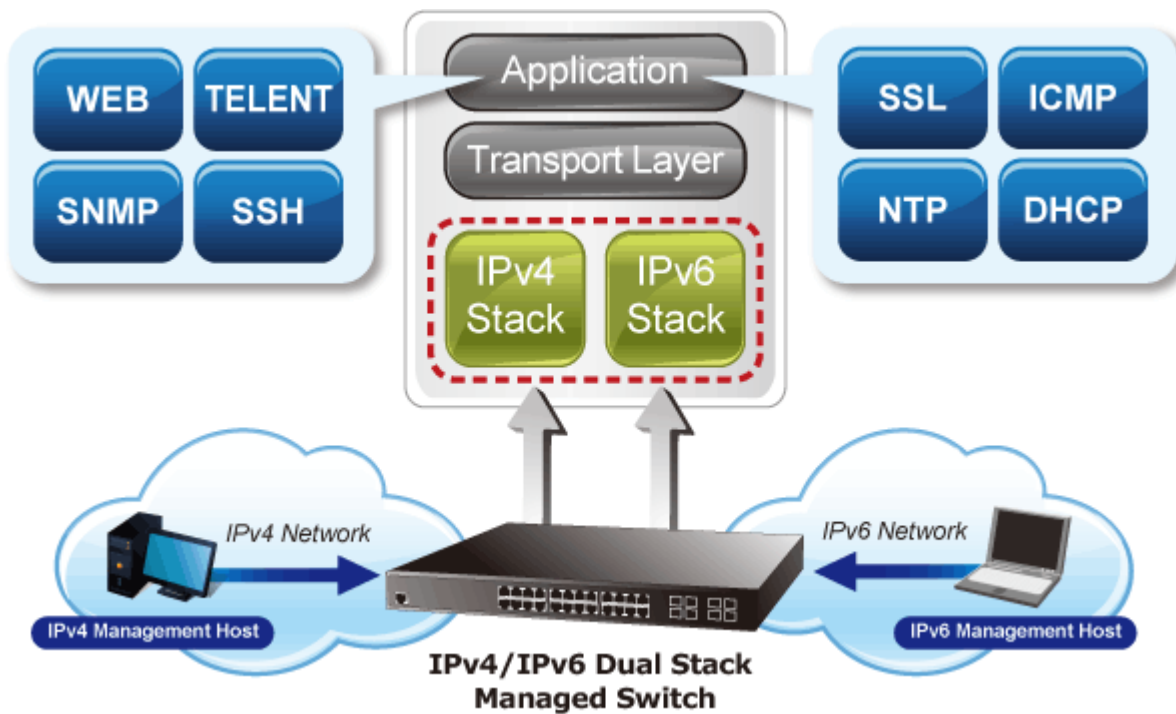 WEB
TELENT
SNMP
SSH
Application
Transport Layer
IPv4
Stack
IPv6
Stack
SSL
ICMP
NTP
DHCP
IPv4 Network
IPv4 Management Host
IPv6 Network
IPv6 Management Host
IPv4/IPv6 Dual Stack
Managed Switch